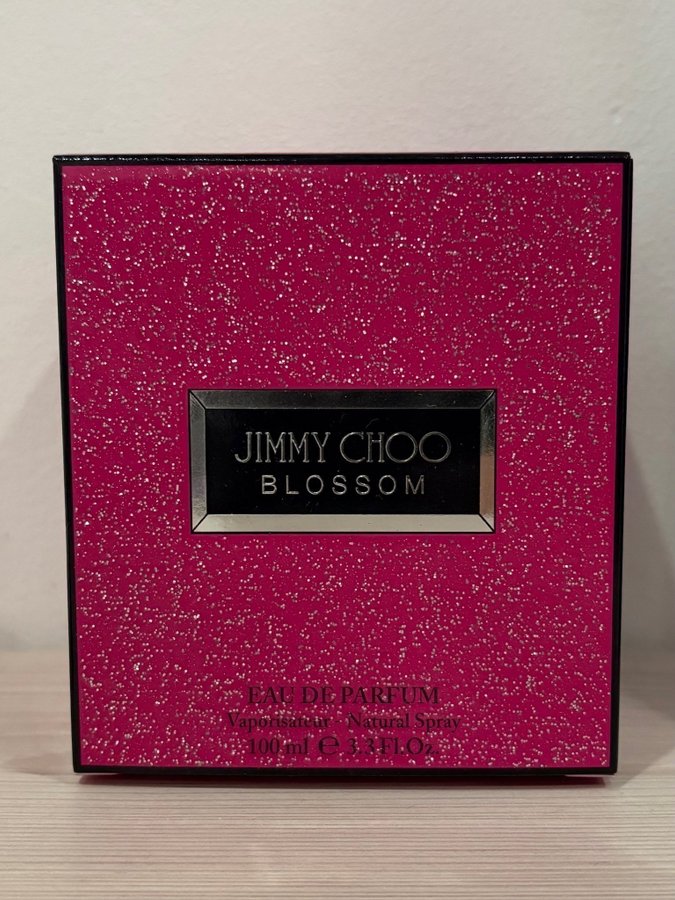 JIMMY CHOO
BLOSSOM
EAU DE PARFUM
Vaporisateur - Natural Spray
100 ml ℮ 3.3 Fl.Oz.